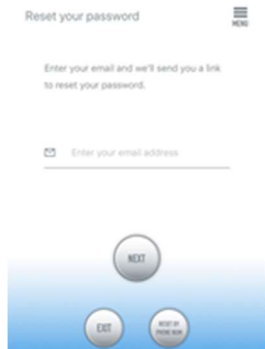 Reset your password
MENU
Enter your email and we'll send you a link
to reset your password.
Enter your email address
NEXT
EXIT
RESET BY
PHONE NUM